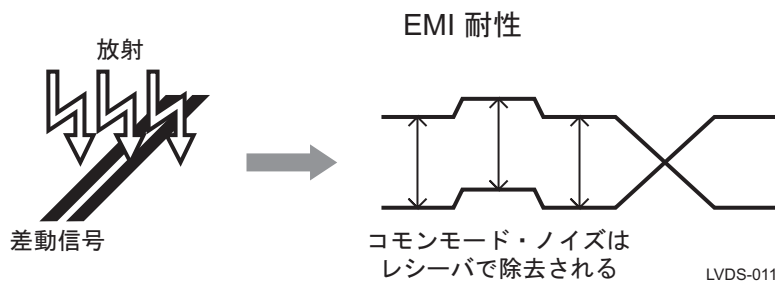 EMI 耐性
放射
差動信号
コモンモード・ノイズは
レシーバで除去される
LVDS-011